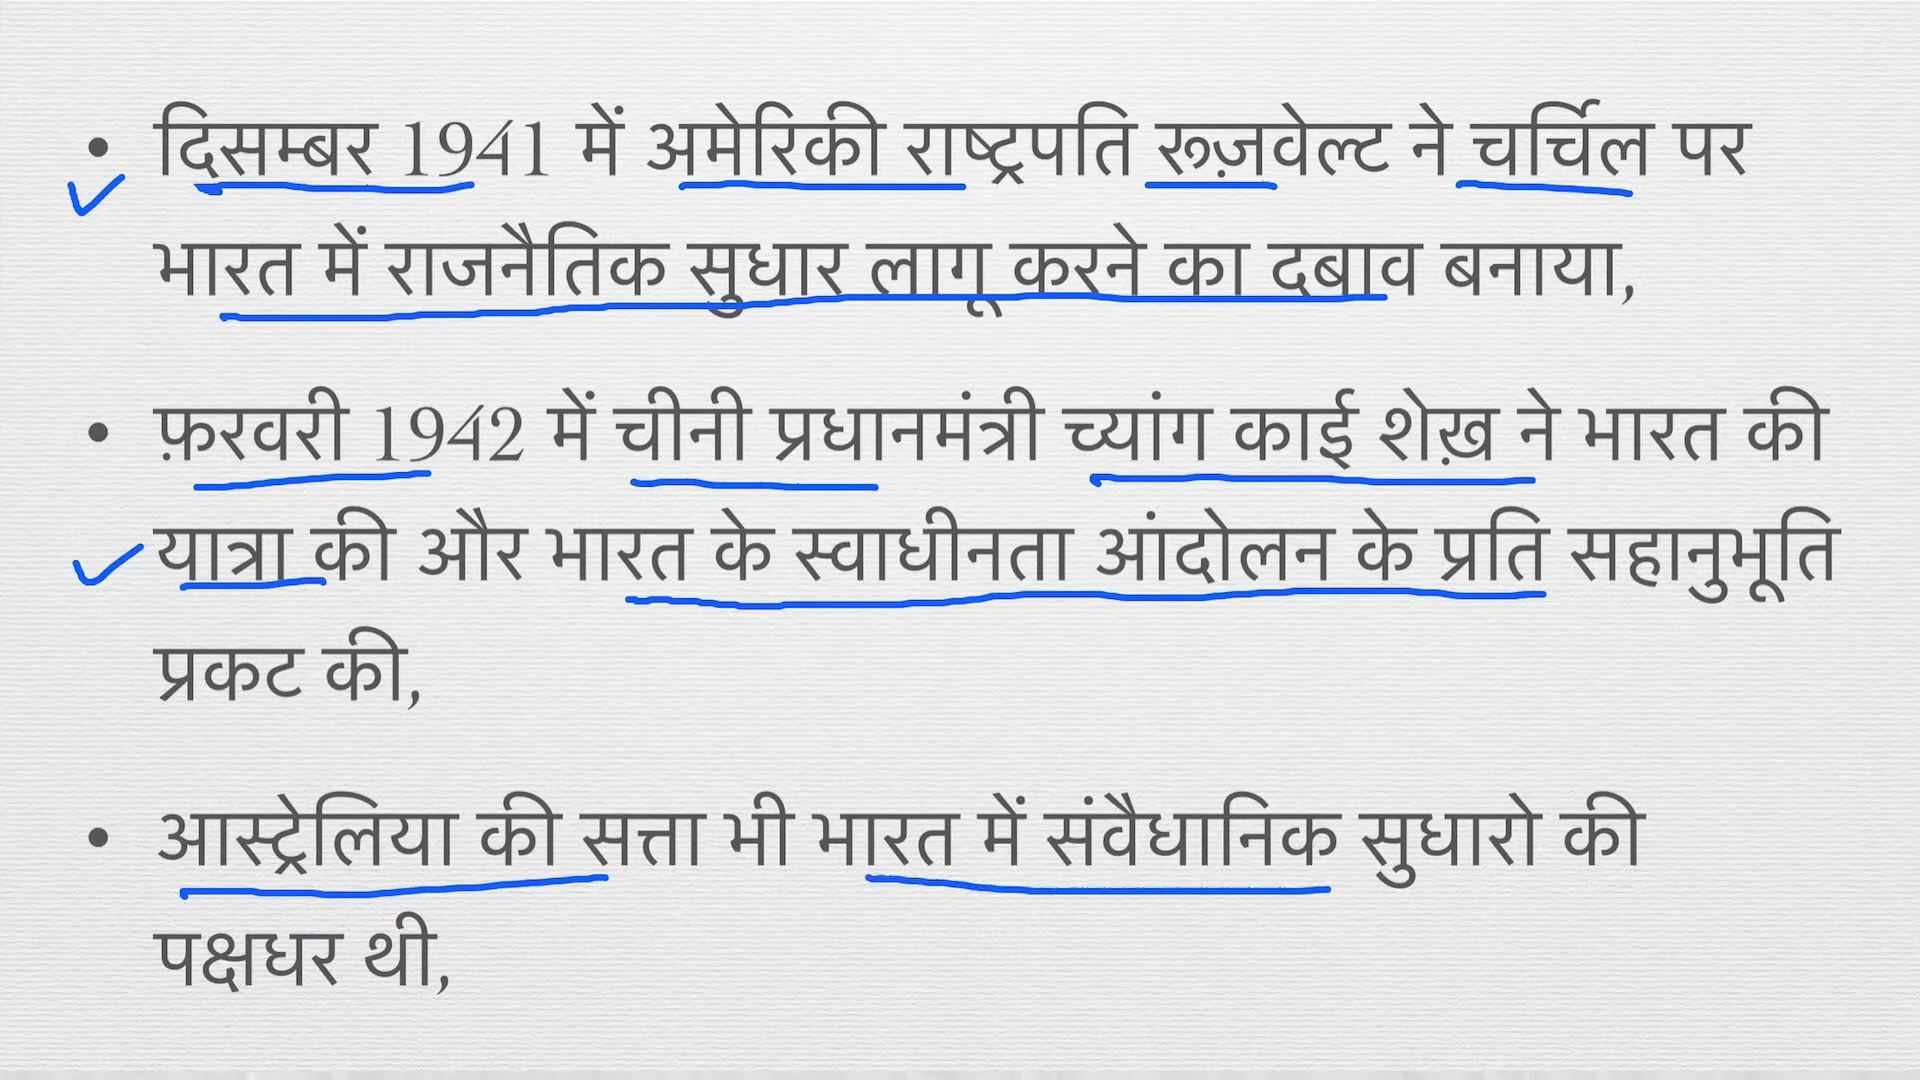 • दिसम्बर 1941 में अमेरिकी राष्ट्रपति रूज़वेल्ट ने चर्चिल पर
भारत में राजनैतिक सुधार लागू करने का दबाव बनाया,
• फ़रवरी 1942 में चीनी प्रधानमंत्री च्यांग काई शेख़ ने भारत की
यात्रा की और भारत के स्वाधीनता आंदोलन के प्रति सहानुभूति
प्रकट की,
• आस्ट्रेलिया की सत्ता भी भारत में संवैधानिक सुधारो की
पक्षधर थी,